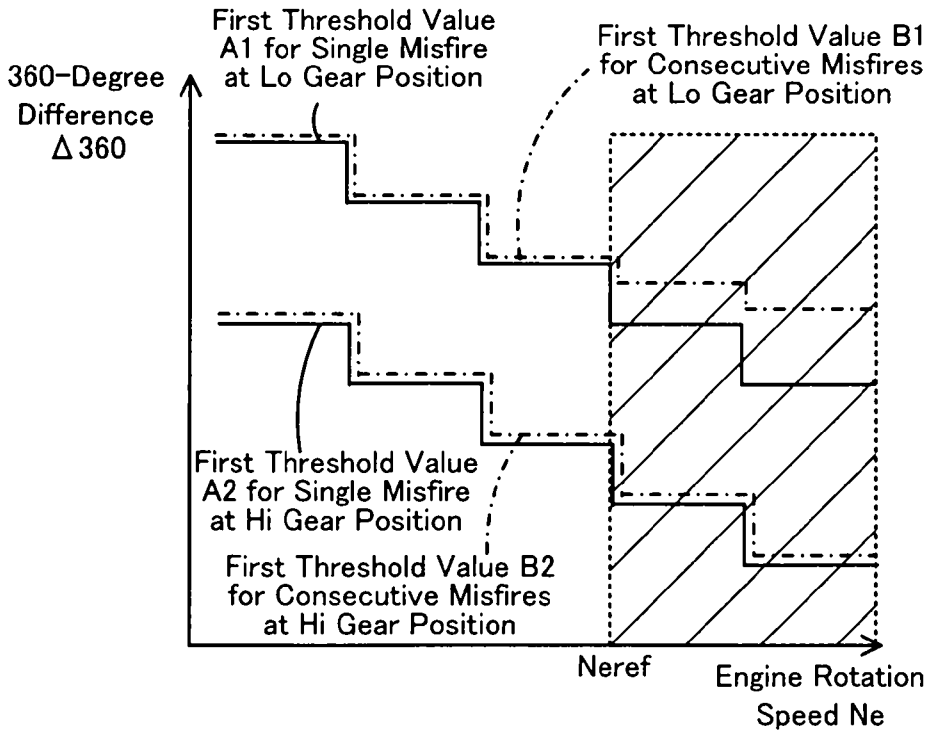 First Threshold Value
A1 for Single Misfire
at Lo Gear Position
First Threshold Value B1
for Consecutive Misfires
at Lo Gear Position
360-Degree
Difference
Δ360
First Threshold Value
A2 for Single Misfire
at Hi Gear Position
First Threshold Value B2
for Consecutive Misfires
at Hi Gear Position
Neref
Engine Rotation
Speed Ne